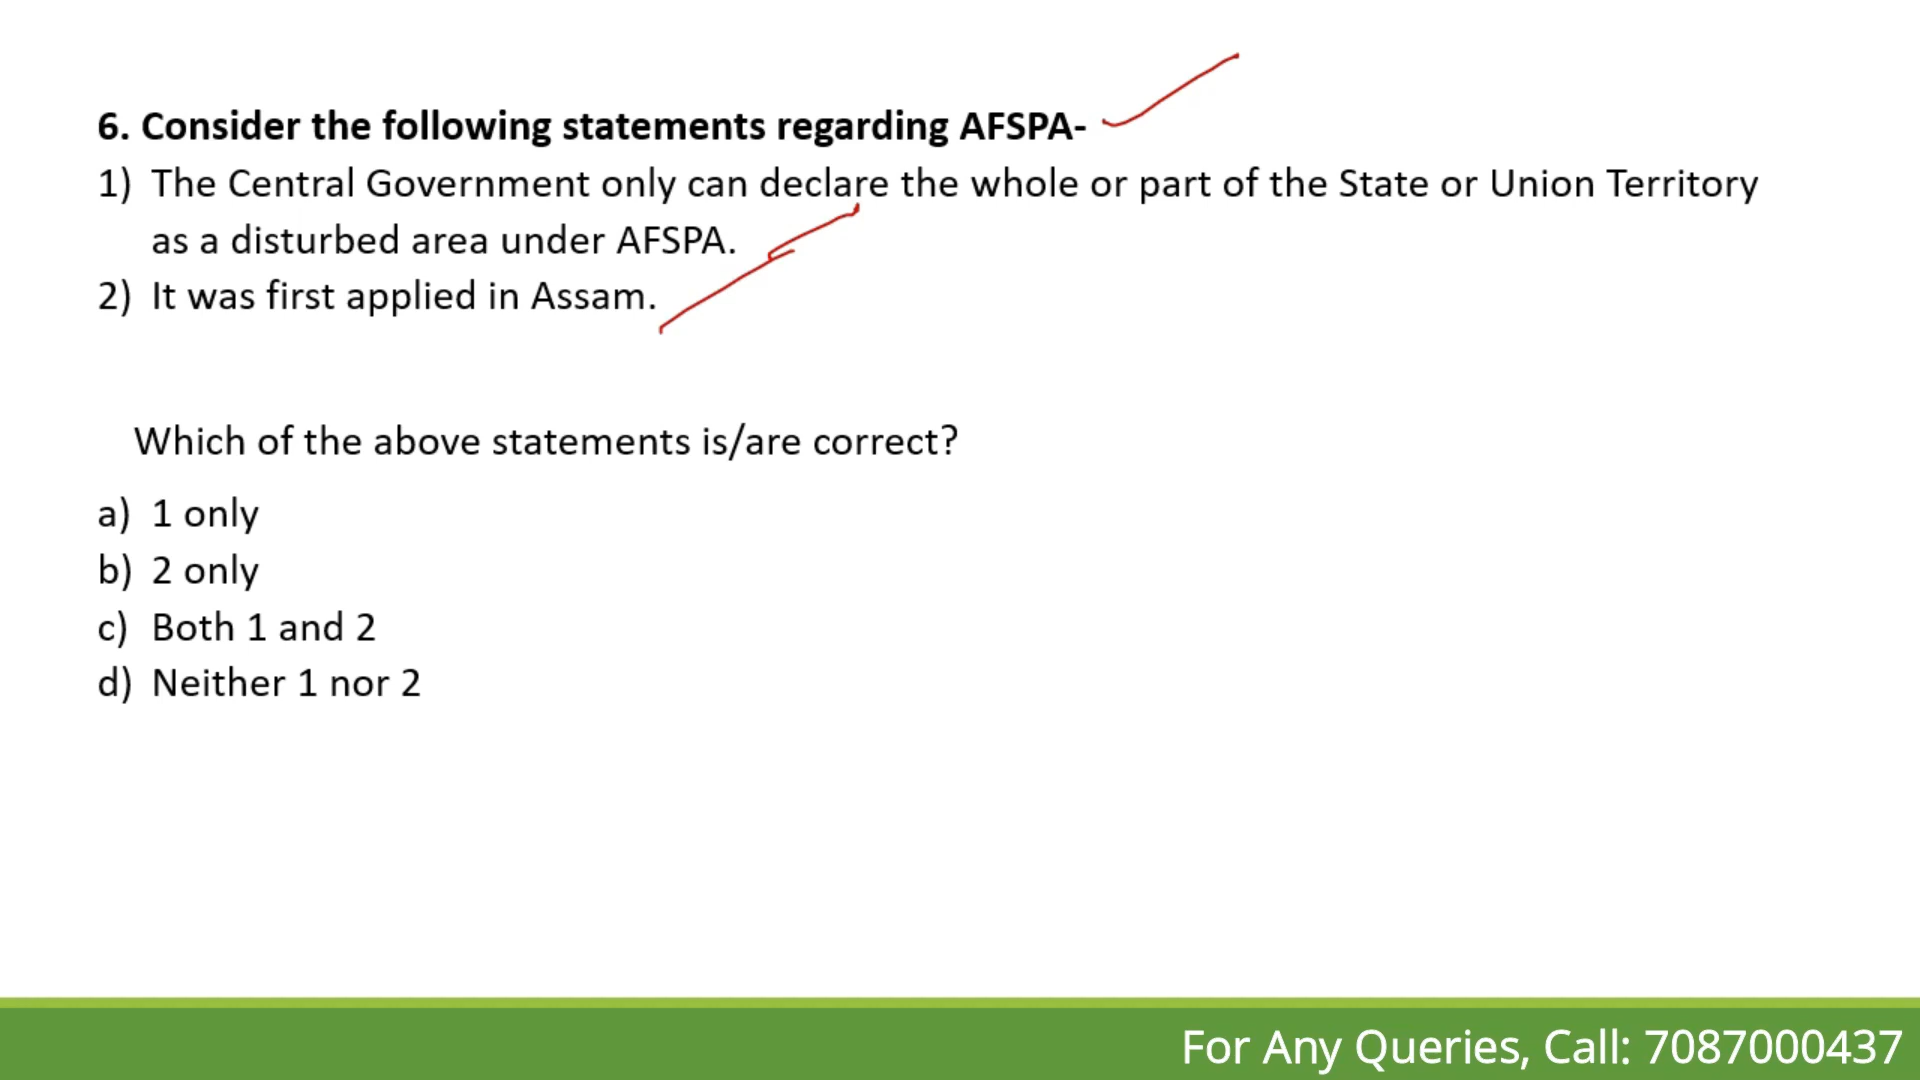 6. Consider the following statements regarding AFSPA-
1) The Central Government only can declare the whole or part of the State or Union Territory
as a disturbed area under AFSPA.
2) It was first applied in Assam.
Which of the above statements is/are correct?
a) 1 only
b) 2 only
c) Both 1 and 2
d) Neither 1 nor 2
For Any Queries, Call: 7087000437